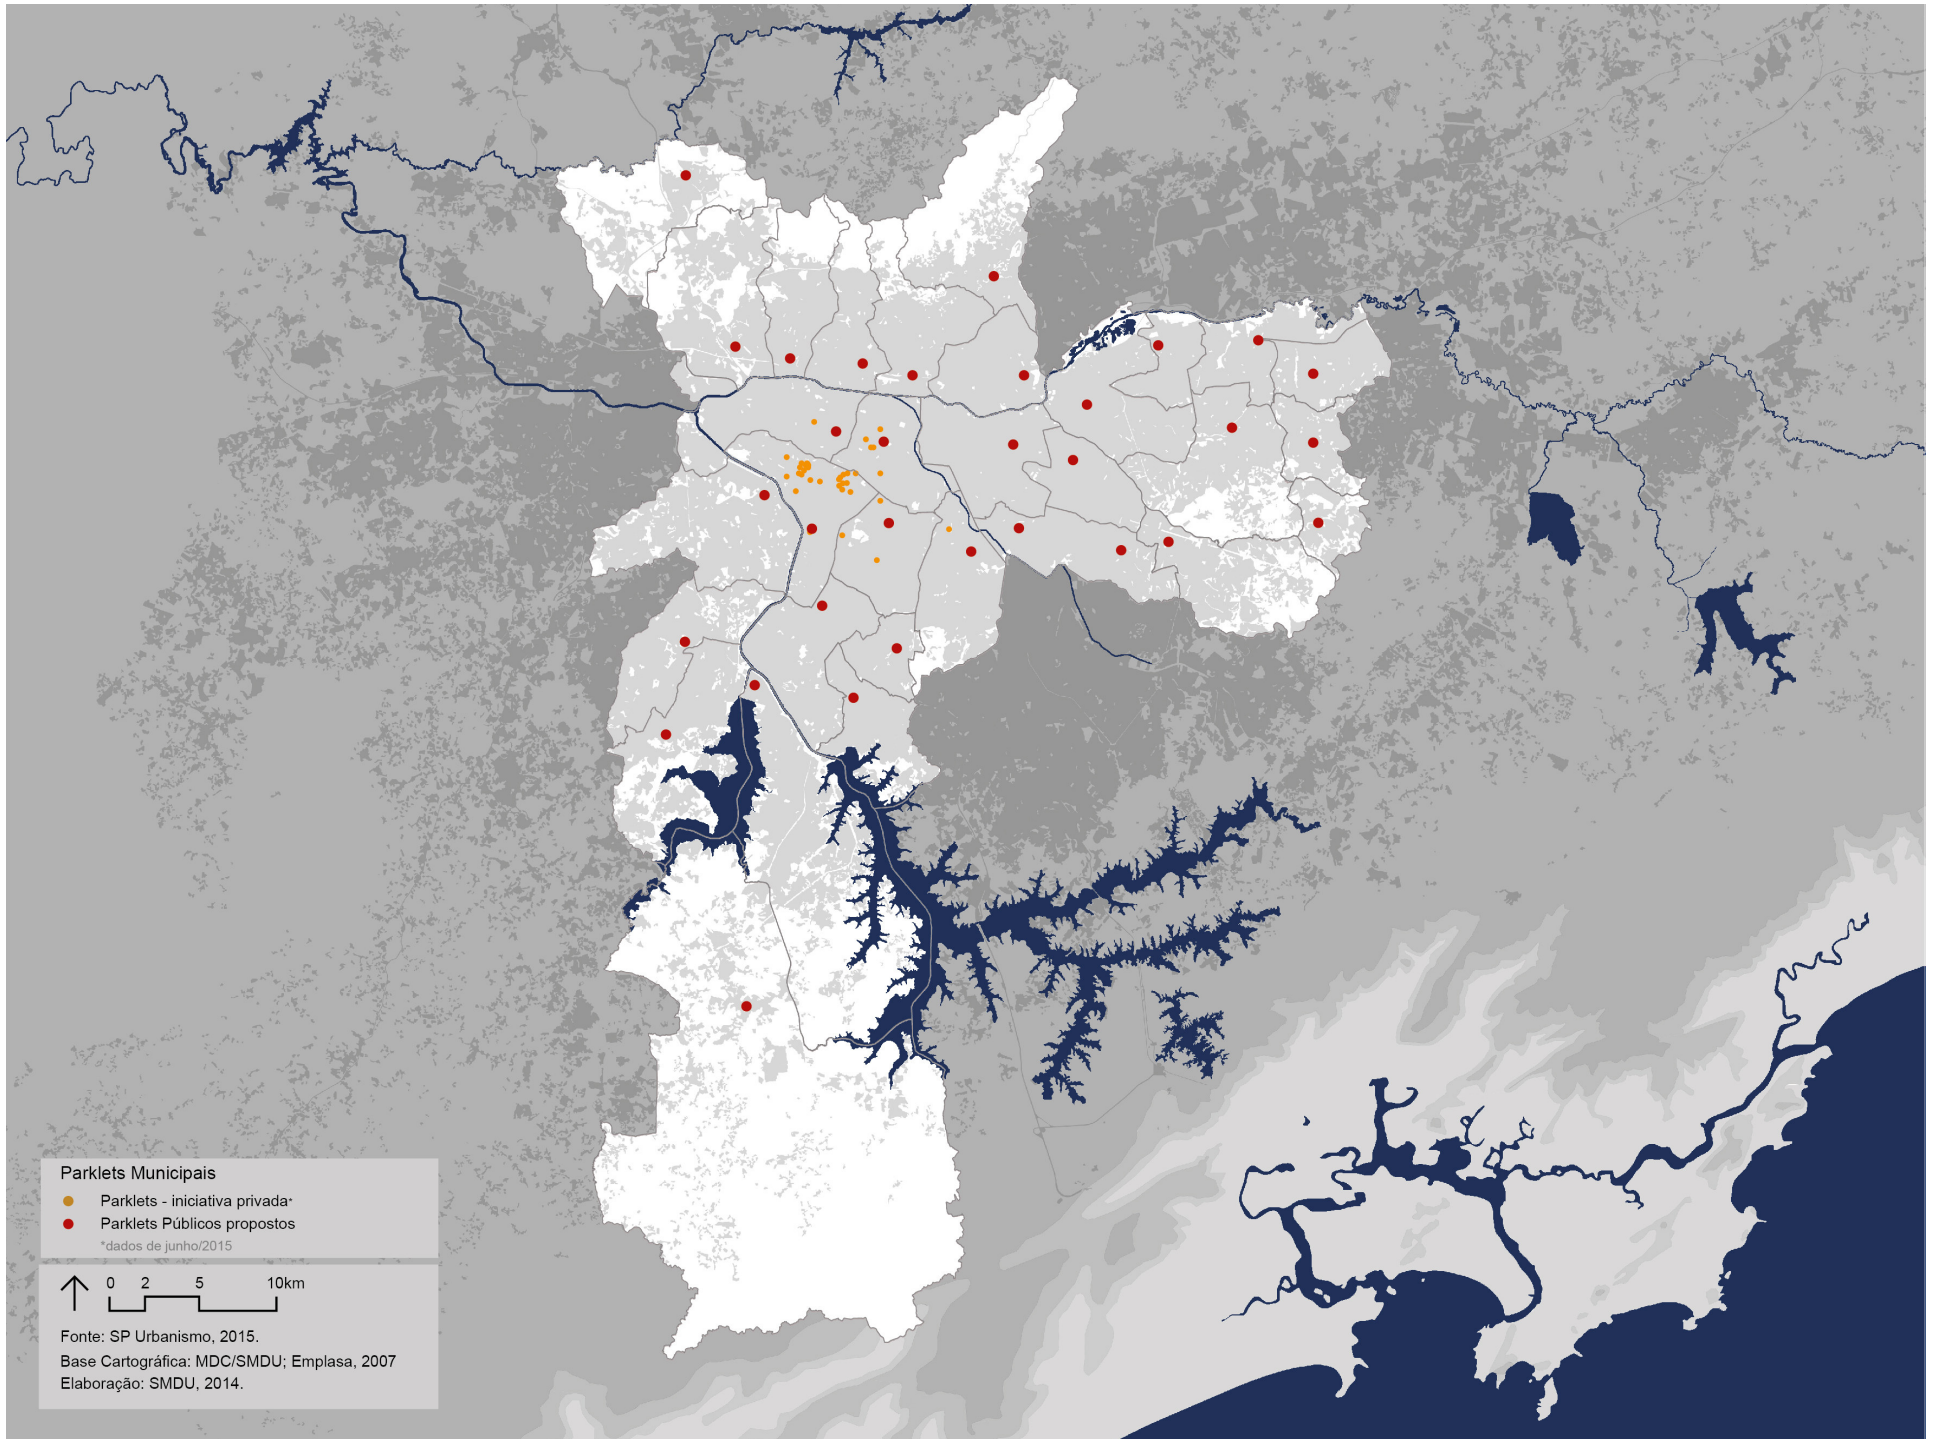 Parklets Municipais
Parklets - iniciativa privada*
Parklets Públicos propostos
*dados de junho/2015
0 2 5 10km
Fonte: SP Urbanismo, 2015.
Base Cartográfica: MDC/SMDU; Emplasa, 2007
Elaboração: SMDU, 2014.